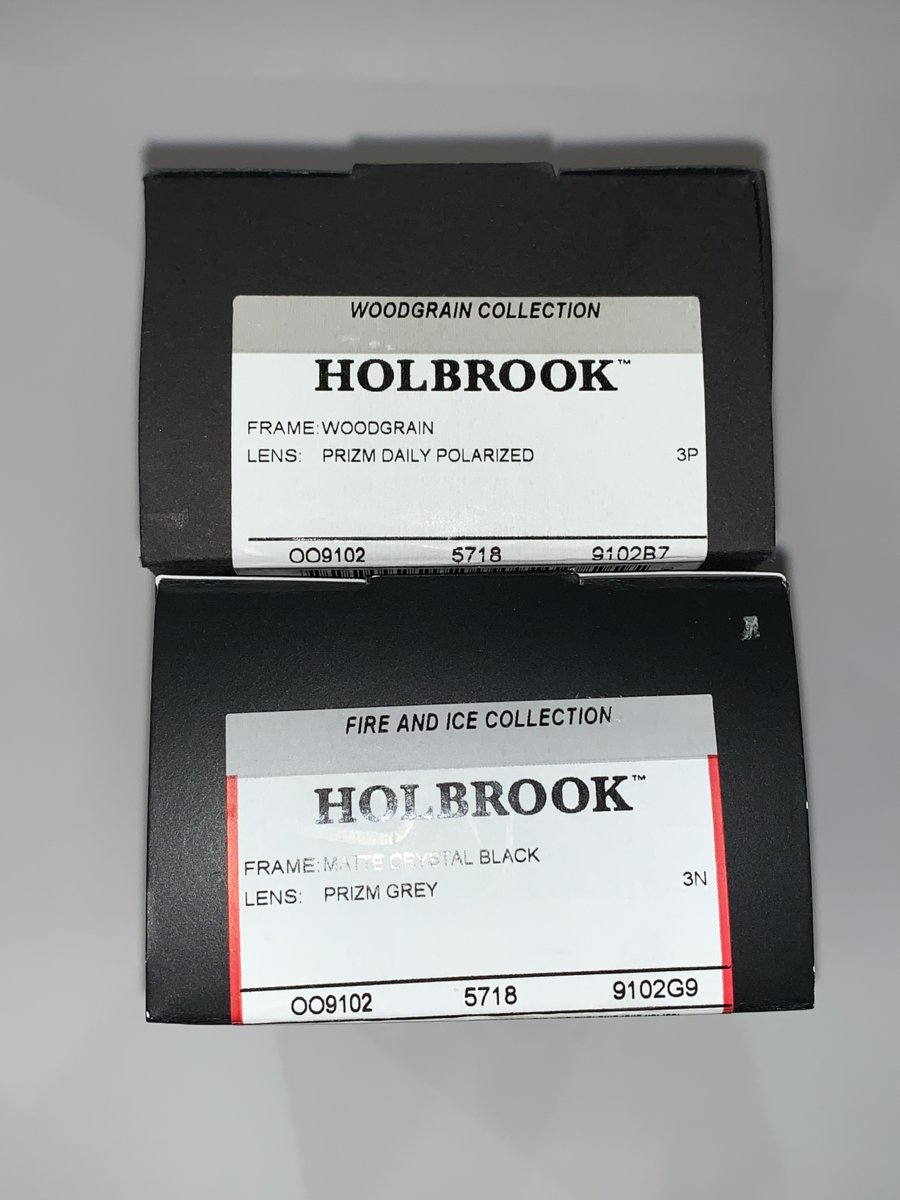 WOODGRAIN COLLECTION
HOLBROOK™
FRAME: WOODGRAIN
LENS: PRIZM DAILY POLARIZED 3P
OO9102 5718 9102B7
FIRE AND ICE COLLECTION
HOLBROOK™
FRAME: MATTE CRYSTAL BLACK
LENS: PRIZM GREY 3N
OO9102 5718 9102G9